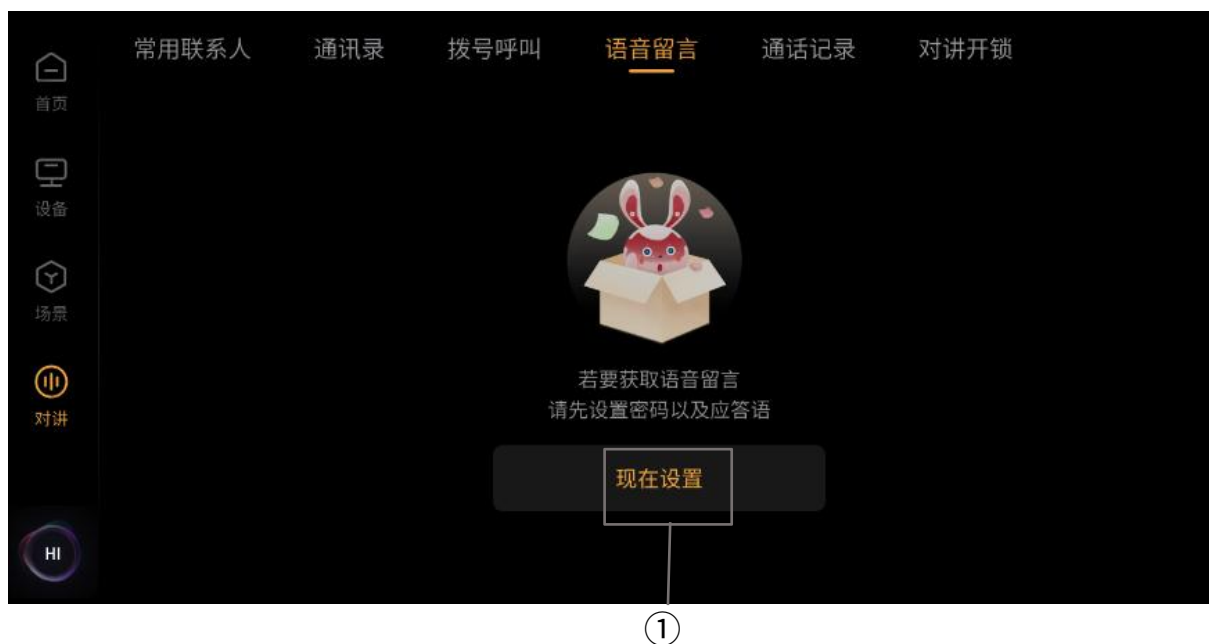 常用联系人
通讯录
拨号呼叫
语音留言
通话记录
对讲开锁
首页
设备
场景
对讲
HI
若要获取语音留言
请先设置密码以及应答语
现在设置
①